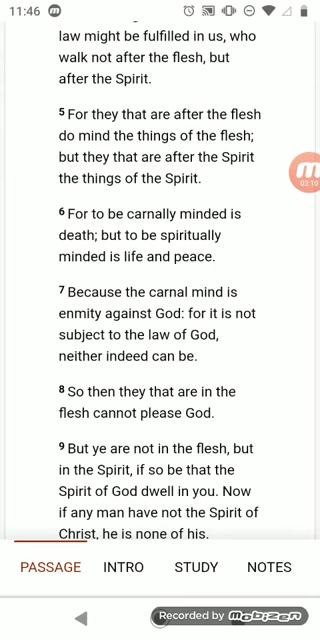 11:46
law might be fulfilled in us, who
walk not after the flesh, but
after the Spirit.
5 For they that are after the flesh
do mind the things of the flesh;
but they that are after the Spirit
the things of the Spirit.
6 For to be carnally minded is
death; but to be spiritually
minded is life and peace.
7 Because the carnal mind is
enmity against God: for it is not
subject to the law of God,
neither indeed can be.
8 So then they that are in the
flesh cannot please God.
9 But ye are not in the flesh, but
in the Spirit, if so be that the
Spirit of God dwell in you. Now
if any man have not the Spirit of
Christ, he is none of his.
03:10
PASSAGE INTRO STUDY NOTES
Recorded by mobizen